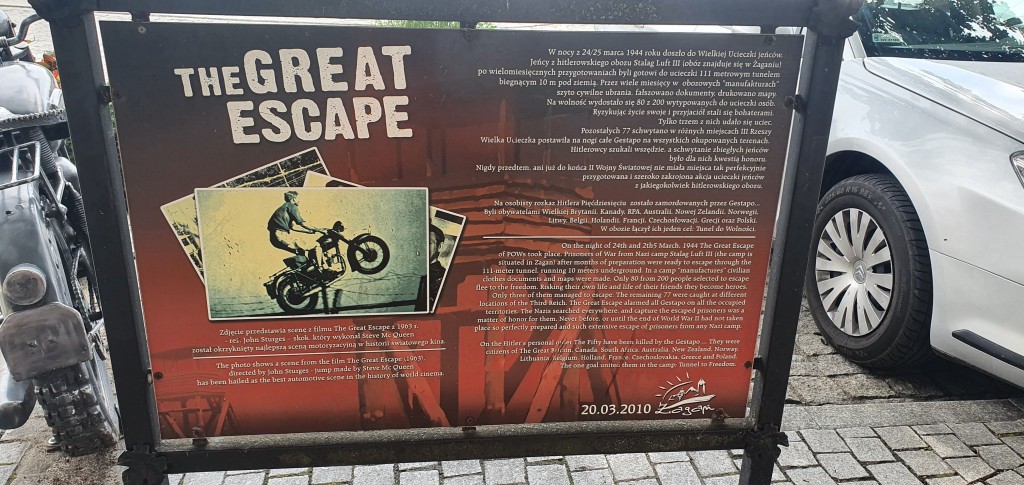 THE GREAT
ESCAPE
W nocy z 24/25 marca 1944 roku doszło do Wielkiej Ucieczki jeńców.
Jeńcy z hitlerowskiego obozu Stalag Luft III (obóz znajduje się w Żaganiu)
po wielomiesięcznych przygotowaniach byli gotowi do ucieczki 111 metrowym tunelem
biegnącym 10 m pod ziemią. Przez wiele miesięcy w obozowych "manufakturach"
szyto cywilne ubrania, fałszowano dokumenty, drukowano mapy.
Na wolność wydostało się 80 z 200 wytypowanych do ucieczki osób.
Ryzykując życie swoje i przyjaciół stali się bohaterami.
Tylko trzem z nich udało się uciec.
Pozostałych 77 schwytano w różnych miejscach III Rzeszy
Wielka Ucieczka postawiła na nogi całe Gestapo na wszystkich okupowanych terenach.
Hitlerowcy szukali wszędzie, a schwytanie zbiegłych jeńców
było dla nich kwestią honoru.
Nigdy przedtem, ani już do końca II Wojny Światowej nie miała miejsca tak perfekcyjnie
przygotowana i szeroko zakrojona akcja ucieczki jeńców
z jakiegokolwiek hitlerowskiego obozu.
Na osobisty rozkaz Hitlera Pięćdziesięciu zostało zamordowanych przez Gestapo...
Byli obywatelami Wielkiej Brytanii, Kanady, RPA, Australii, Nowej Zelandii, Norwegii,
Litwy, Belgii, Holandii, Francji, Czechosłowacji, Grecji oraz Polski.
W obozie łączył ich jeden cel: Tunel do Wolności.
On the night of 24th and 2th5 March, 1944 The Great Escape
of POWs took place. Prisoners of War from Nazi camp Stalag Luft III (the camp is
situated in Żagań) after months of preparation were ready to escape through the
111-meter tunnel, running 10 meters underground. In a camp "manufactures" civilian
clothes documents and maps were made. Only 80 from 200 people selected to escape
flee to the freedom. Risking their own life and life of their friends they become heroes.
Only three of them managed to escape. The remaining 77 were caught at different
locations of the Third Reich. The Great Escape alarmed all Gestapo on all the occupied
territories. The Nazis searched everywhere, and capture the escaped prisoners was a
matter of honor for them. Never before, or until the end of World War II had not taken
place so perfectly prepared and such extensive escape of prisoners from any Nazi camp.
On the Hitler's personal order The Fifty have been killed by the Gestapo ... They were
citizens of The Great Britain, Canada, South Africa, Australia, New Zealand, Norway,
Lithuania, Belgium, Holland, France, Czechoslovakia, Greece and Poland.
The one goal united them in the camp: Tunnel to Freedom.
Zdjęcie przedstawia scenę z filmu The Great Escape z 1963 r.
- reż. John Sturges - skok, który wykonał Steve Mc Queen
został okrzyknięty najlepszą sceną motoryzacyjną w historii światowego kina.
The photo shows a scene from the film The Great Escape (1963),
directed by John Sturges - jump made by Steve Mc Queen
has been hailed as the best automotive scene in the history of world cinema.
20.03.2010 Żagań